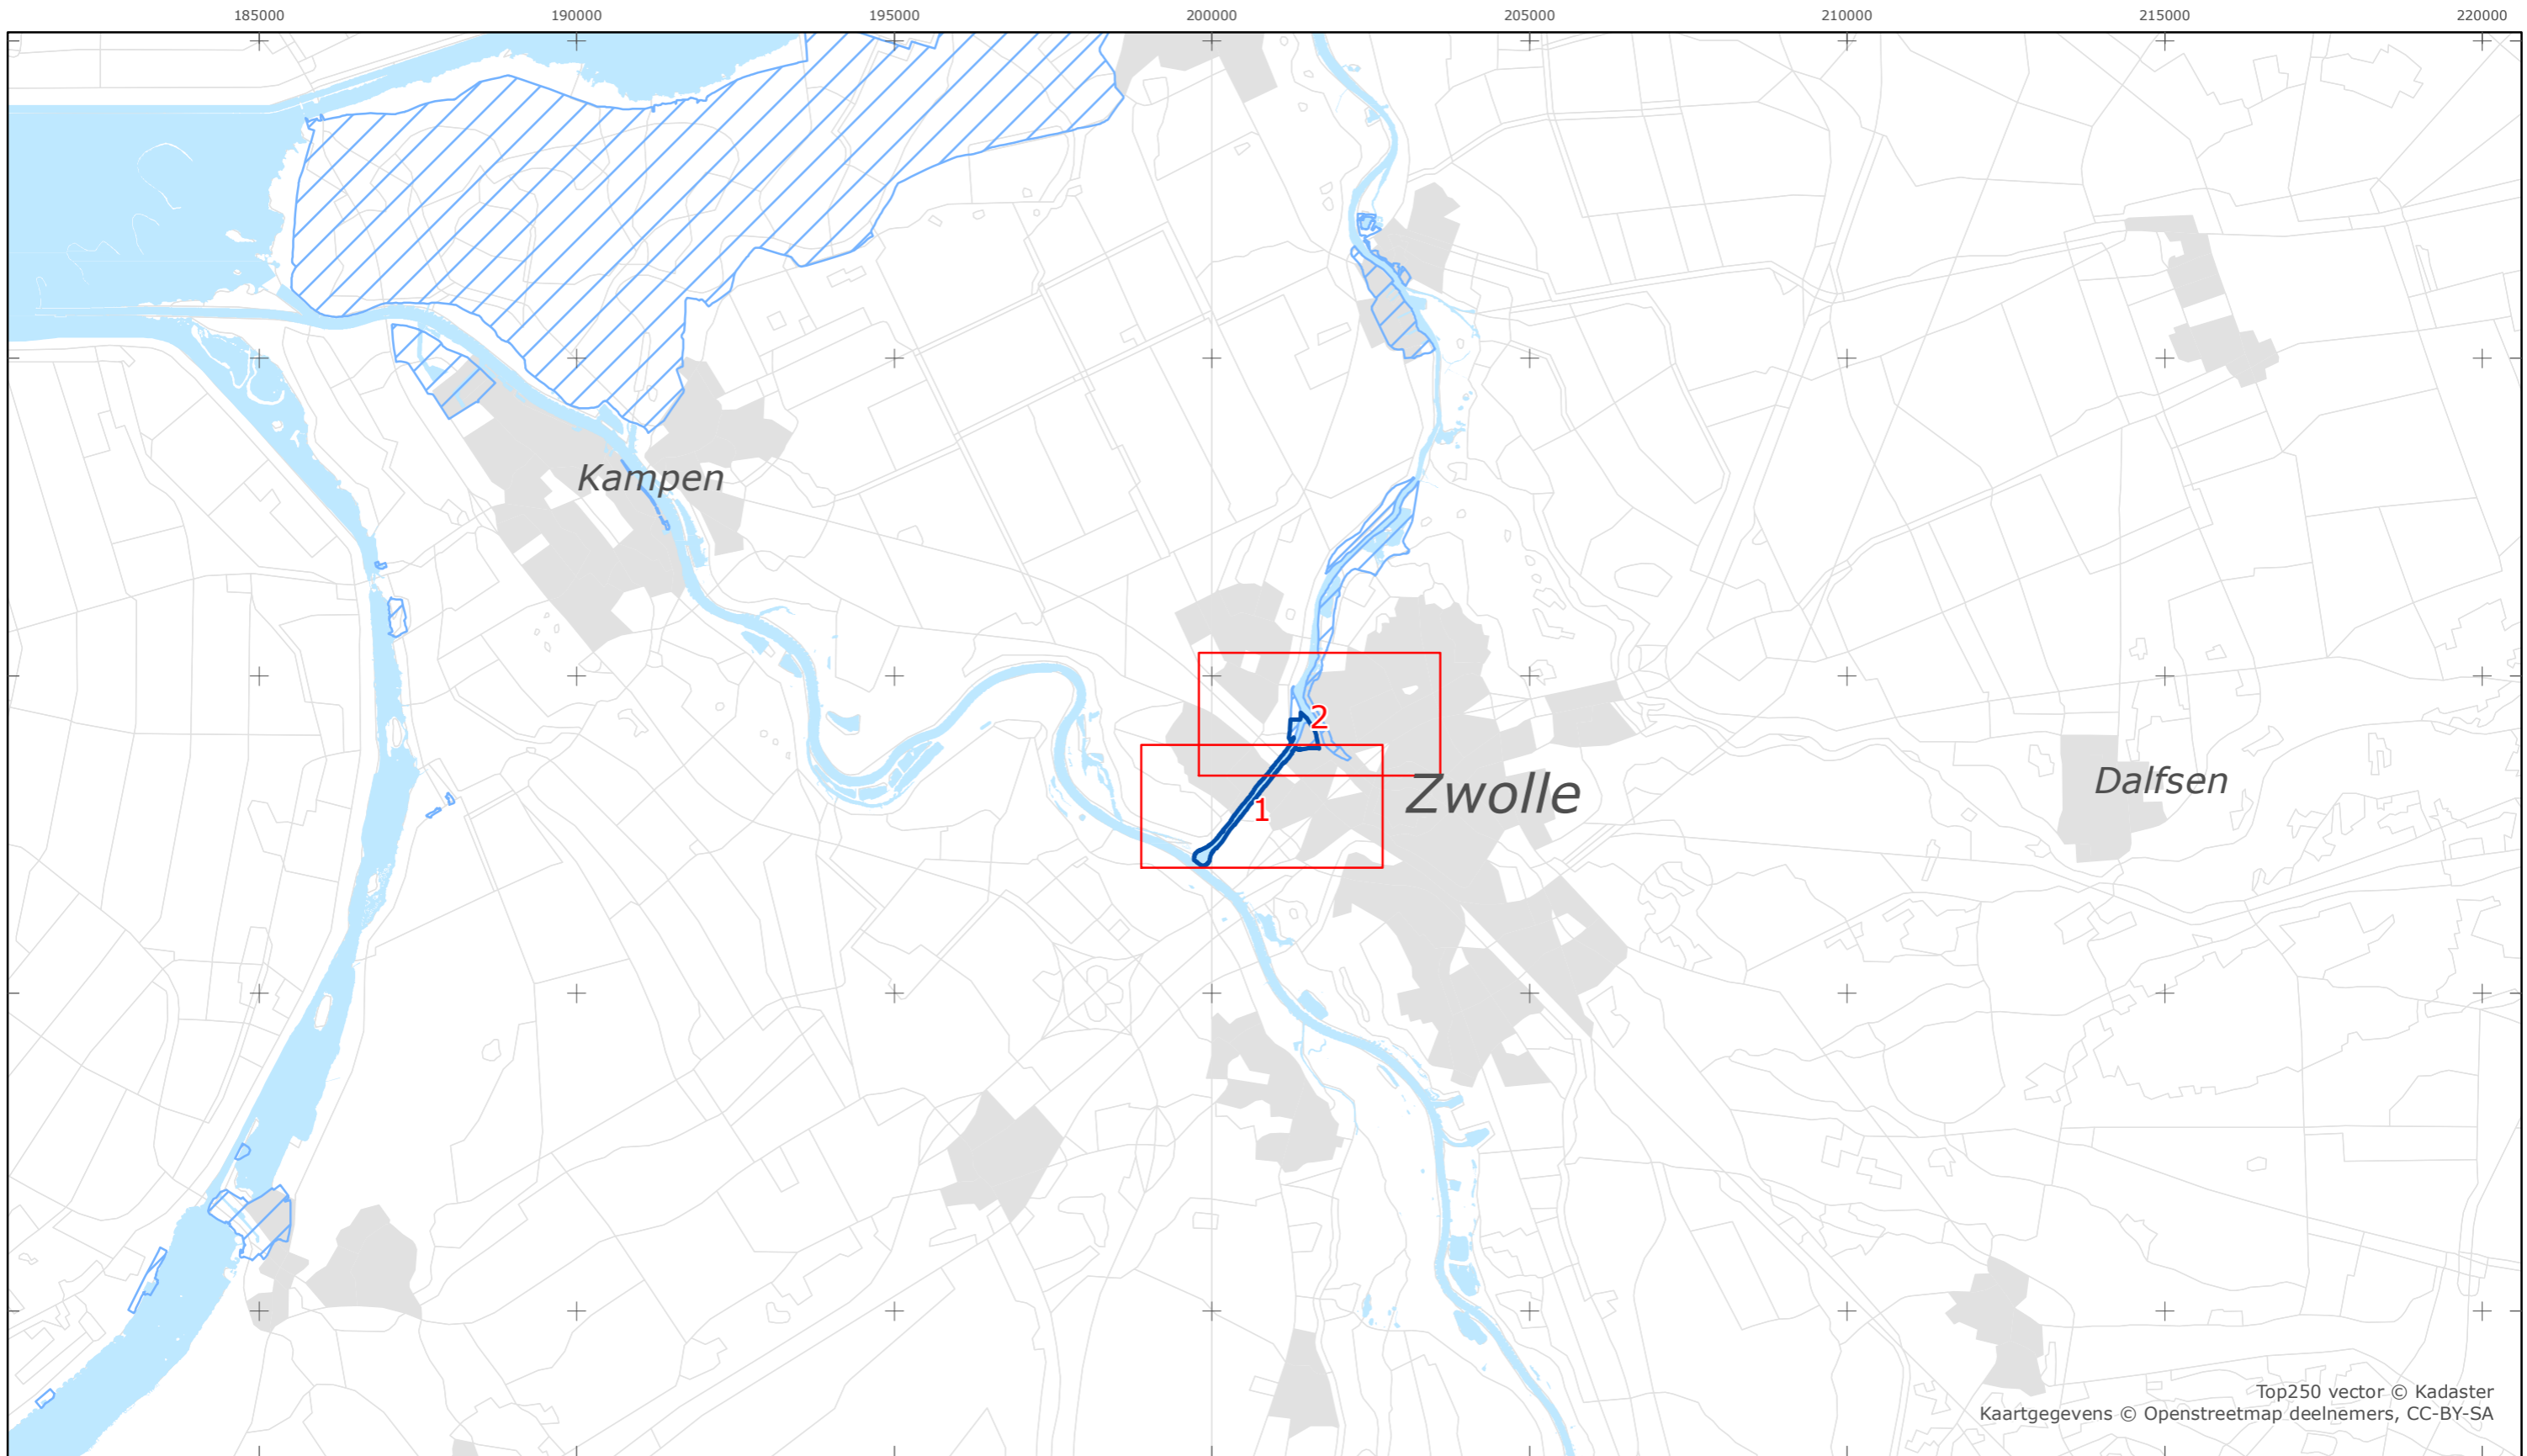 185000 190000 195000 200000 205000 210000 215000 220000
Kampen
2
Zwolle
Dalfsen
1
Top250 vector © Kadaster
Kaartgegevens © Openstreetmap deelnemers, CC-BY-SA